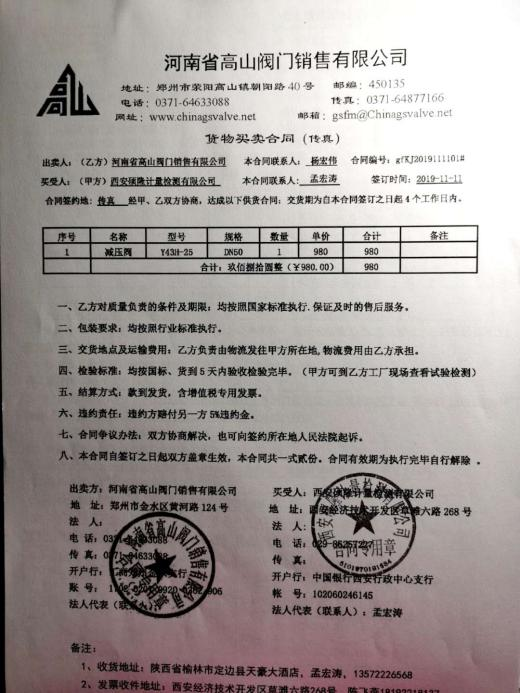 河南省高山阀门销售有限公司
地址：郑州市荥阳高山镇朝阳路40号 邮编：450135
电话：0371-64633088 传真：0371-64877166
网址：www.chinagsvalve.net 邮箱：gsfm@Chinagsvalve.net
货物买卖合同（传真）
出卖人：（乙方）河南省高山阀门销售有限公司 本合同联系人：杨宏伟 合同编号：gfKJ2019111101#
买受人：（甲方）西安硕隆计量检测有限公司 本合同联系人：孟宏涛 签订时间：2019-11-11
合同签约地：传真 经甲、乙双方协商，达成以下供货合同：交货期为自本合同签订之日起4个工作日内。
序号 名称 型号 规格 数量 单价 合计 备注
1 减压阀 Y43H-25 DN50 1 980 980
合计：玖佰捌拾圆整（¥980.00） 980
一、乙方对质量负责的条件及期限：均按照国家标准执行.保证及时的售后服务。
二、包装要求：均按照行业标准执行。
三、交货地点及运输费用：乙方负责由物流发往甲方所在地,物流费用由乙方承担。
四、检验标准：均按国标、货到5天内验收检验完毕。（甲方可到乙方工厂现场查看试验检测）
五、结算方式：款到发货，含增值税专用发票。
六、违约责任：违约方赔付另一方5%违约金。
七、合同争议办法：双方协商解决，也可向签约所在地人民法院起诉。
八、本合同自签订之日起双方盖章生效，本合同共一式贰份。合同有效期为执行完毕自行解除 。
出卖方：河南省高山阀门销售有限公司 买受人：西安硕隆计量检测有限公司
地 址：郑州市金水区黄河路124号 地 址：西安经济技术开发区草滩六路268号
法 人： 法 人：
电 话：0371-64633088 电 话：029-86257227
传 真：0371-64633088 传 真：
开户行： 开户行：中国银行西安行政中心支行
账 号： 帐 号：102060246145
法人代表（联系人） 法人代表（联系人）：孟宏涛
河南省高山阀门销售有限公司
合同专用章
备注：
1、收货地址：陕西省榆林市定边县天豪大酒店，孟宏涛，13572226568
2、发票收件地址：西安经济技术开发区草滩六路268号